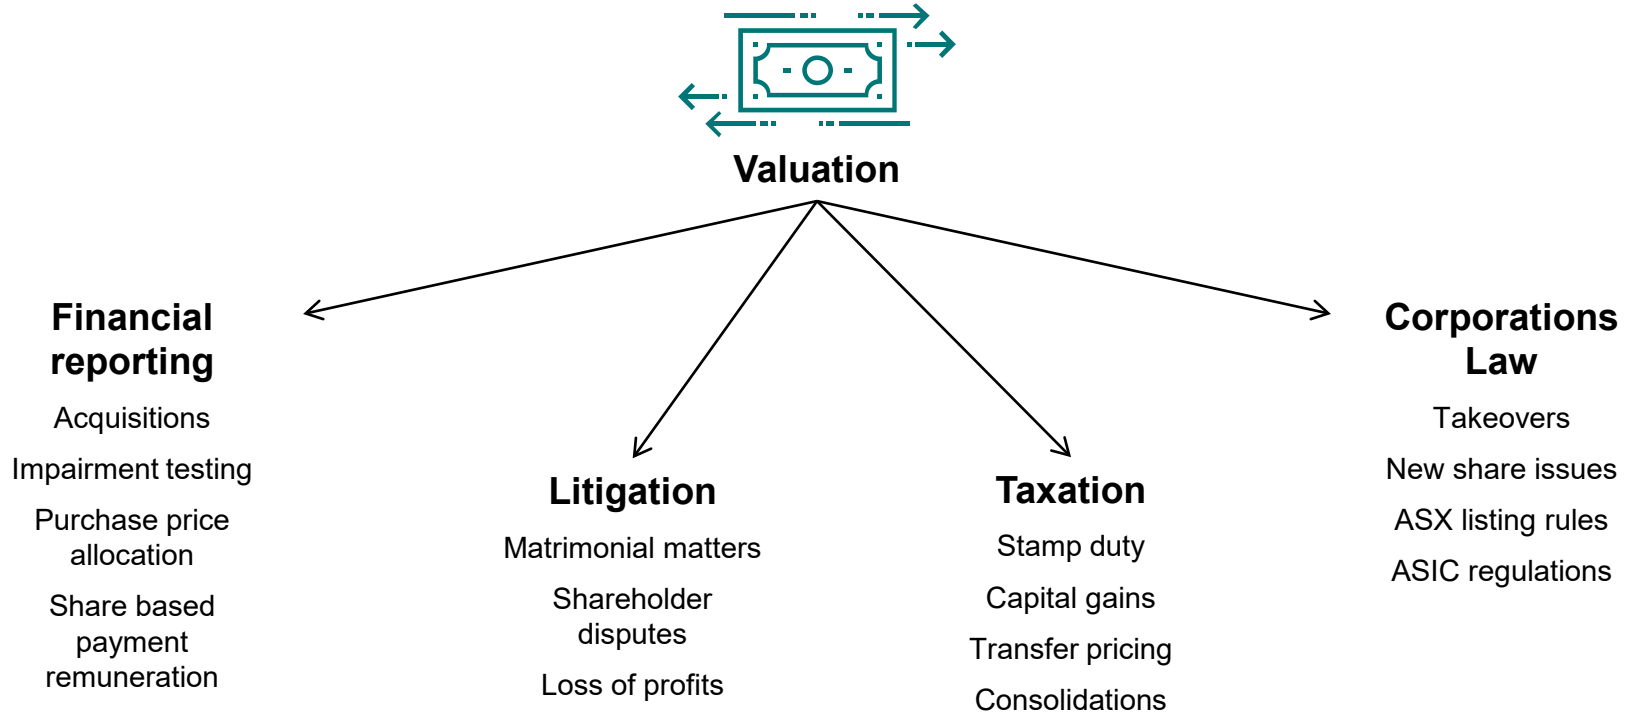 Valuation
Financial
reporting
Acquisitions
Impairment testing
Purchase price
allocation
Share based
payment
remuneration
Litigation
Matrimonial matters
Shareholder
disputes
Loss of profits
Taxation
Stamp duty
Capital gains
Transfer pricing
Consolidations
Corporations
Law
Takeovers
New share issues
ASX listing rules
ASIC regulations